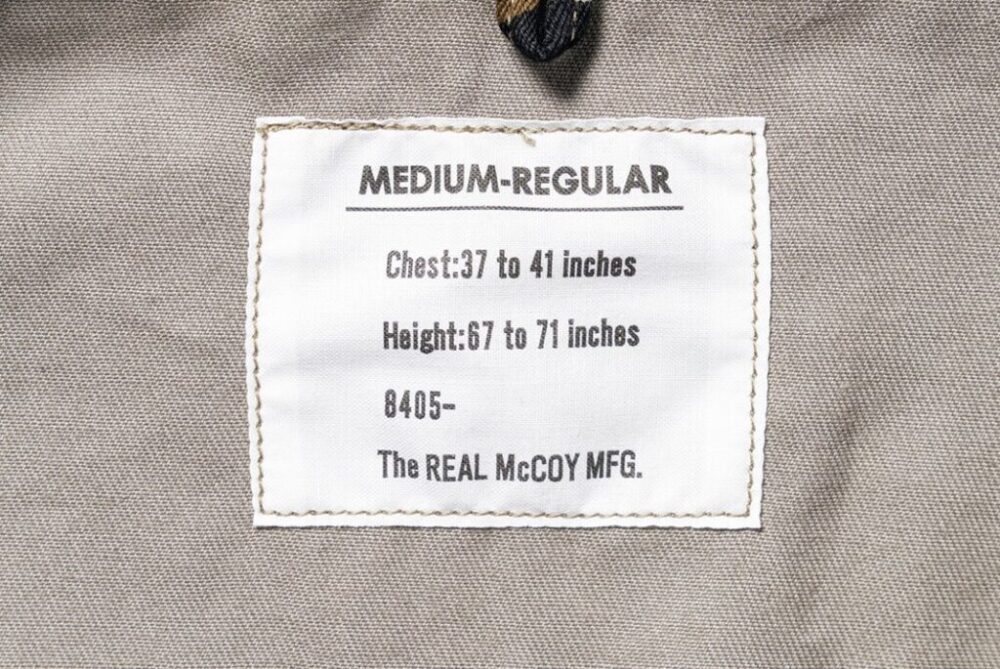 MEDIUM-REGULAR
Chest:37 to 41 inches
Height:67 to 71 inches
8405-
The REAL McCOY MFG.